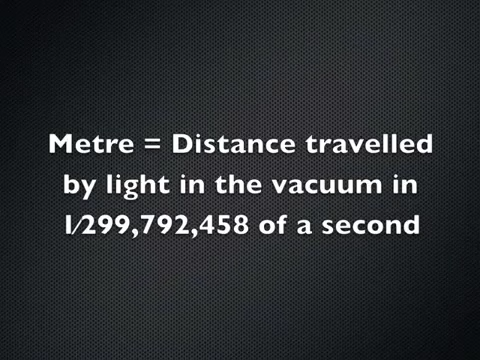 Metre = Distance travelled
by light in the vacuum in
1⁄299,792,458 of a second